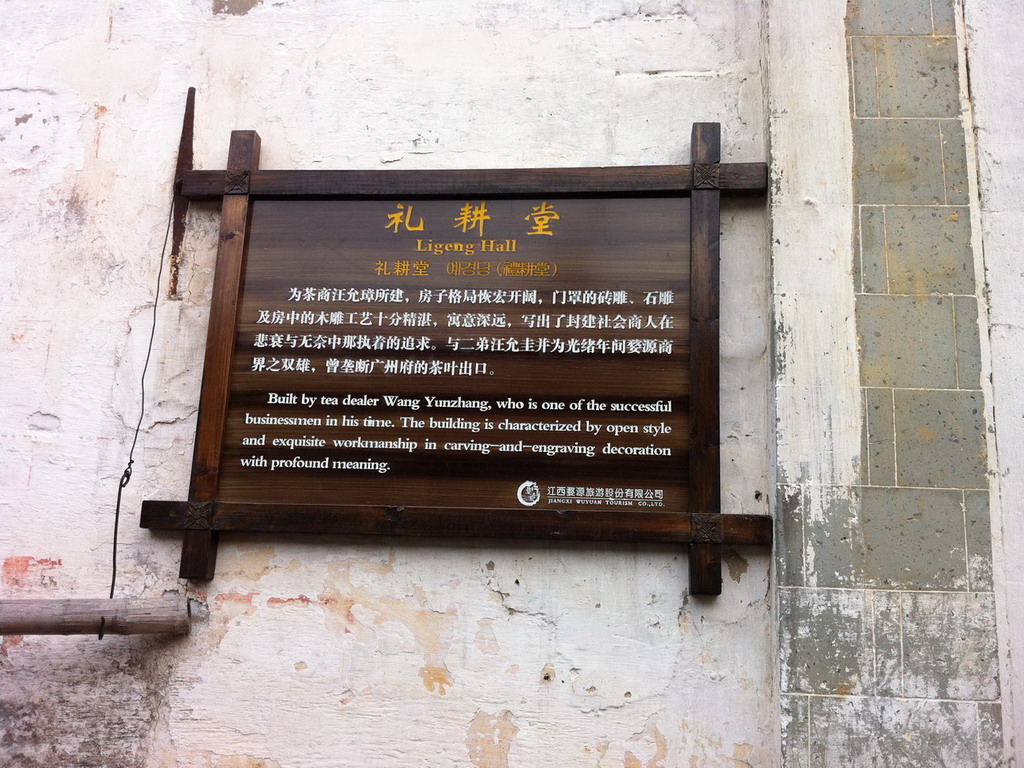 礼耕堂
Ligeng Hall
礼耕堂 예경당(禮耕堂)
为茶商汪允璋所建，房子格局恢宏开阔，门罩的砖雕、石雕
及房中的木雕工艺十分精湛，寓意深远，写出了封建社会商人在
悲哀与无奈中那执着的追求。与二弟汪允圭并为光绪年间婺源商
界之双雄，曾垄断广州府的茶叶出口。
Built by tea dealer Wang Yunzhang, who is one of the successful
businessmen in his time. The building is characterized by open style
and exquisite workmanship in carving-and-engraving decoration
with profound meaning.
江西婺源旅游股份有限公司
JIANGXI WUYUAN TOURISM CO.,LTD.